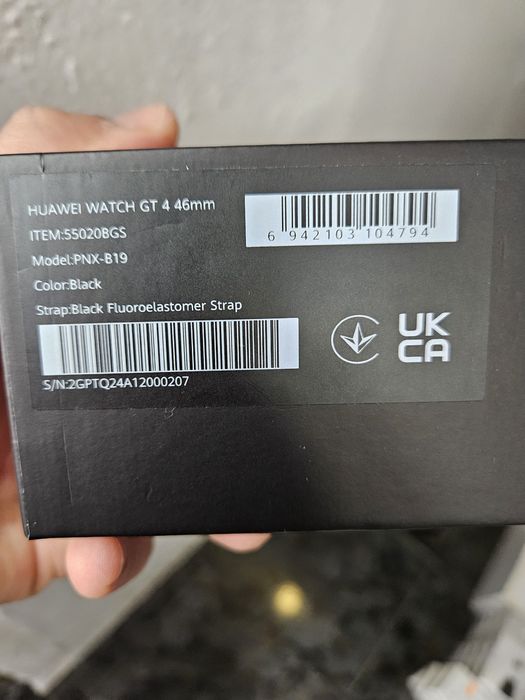 HUAWEI WATCH GT 4 46mm
ITEM:55020BGS
Model:PNX-B19
Color:Black
Strap:Black Fluoroelastomer Strap
S/N:2GPTQ24A12000207
6 942103 104794
UK
CA